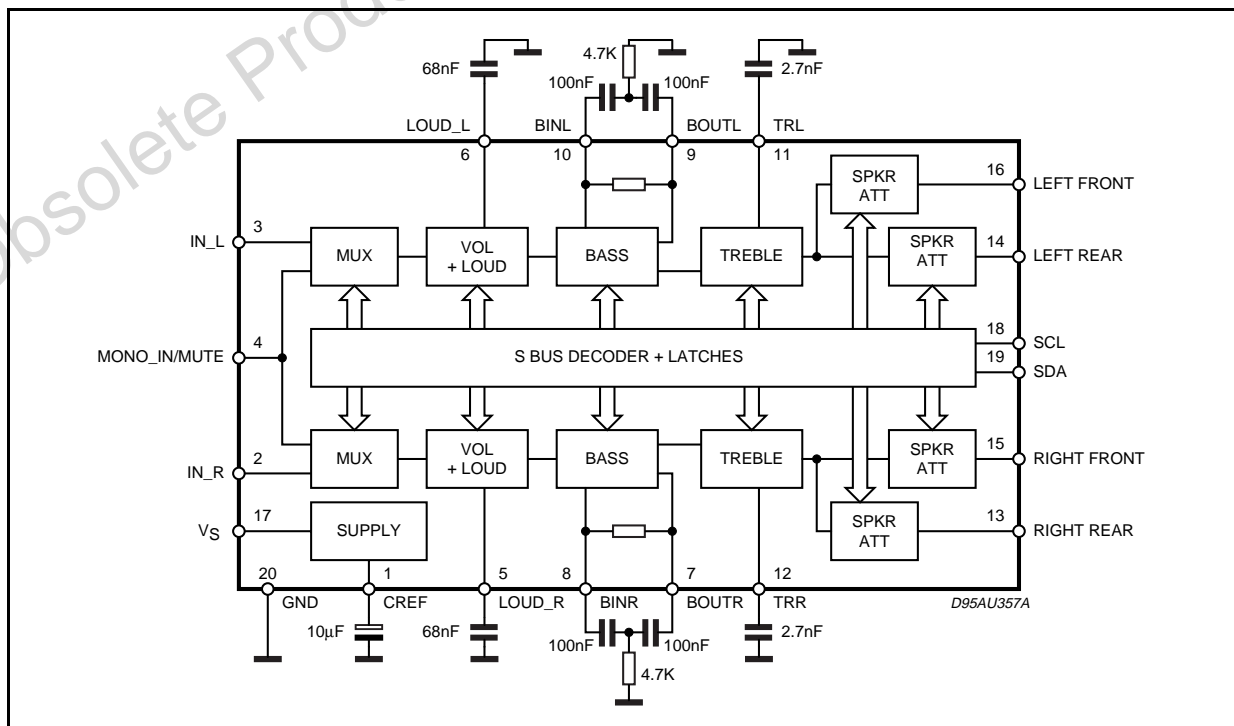 Obsolete Produ
4.7K
68nF
100nF
100nF
2.7nF
LOUD_L
BINL
BOUTL
TRL
6
10
9
11
SPKR
ATT
16
LEFT FRONT
3
IN_L
MUX
VOL
+ LOUD
BASS
TREBLE
SPKR
ATT
14
LEFT REAR
4
MONO_IN/MUTE
S BUS DECODER + LATCHES
18
SCL
19
SDA
MUX
VOL
+ LOUD
BASS
TREBLE
SPKR
ATT
15
RIGHT FRONT
2
IN_R
17
VS
SUPPLY
SPKR
ATT
13
RIGHT REAR
20
1
5
8
7
12
GND
CREF
LOUD_R
BINR
BOUTR
TRR
D95AU357A
10μF
68nF
100nF
100nF
2.7nF
4.7K